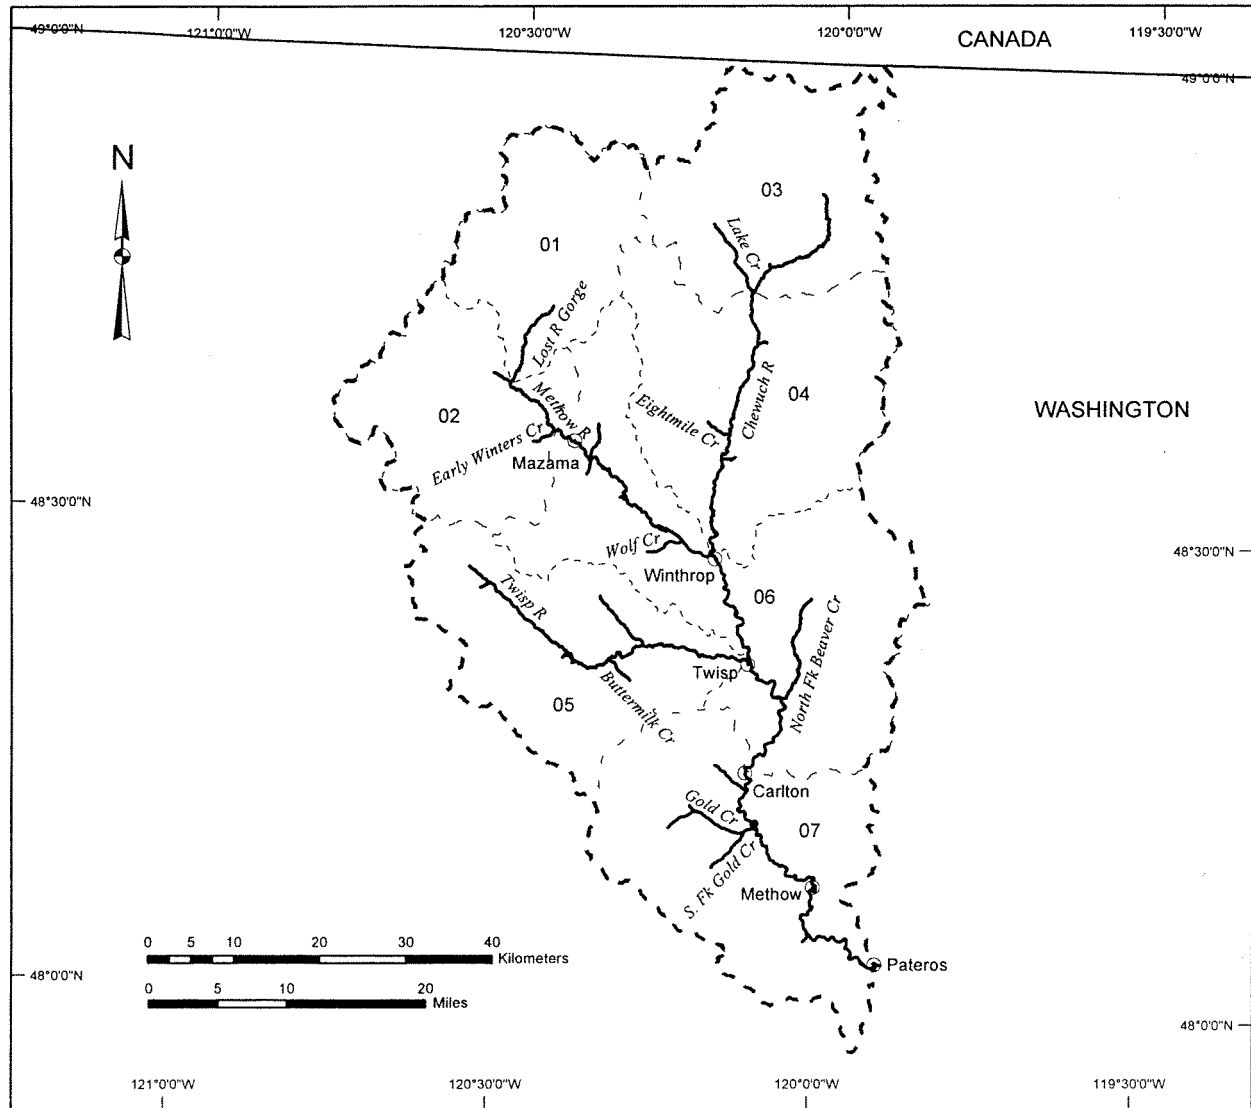 49°0'0"N
121°0'0"W
120°30'0"W
120°0'0"W
119°30'0"W
CANADA
49°0'0"N
N
03
01
Lake Cr
Lost R Gorge
Methow R
Chewuch R
04
02
Eightmile Cr
WASHINGTON
Early Winters Cr
Mazama
48°30'0"N
48°30'0"N
Wolf Cr
Winthrop
Twisp R
06
North Fk Beaver Cr
Twisp
Buttermilk Cr
05
Carlton
Gold Cr
07
S. Fk Gold Cr
Methow
0 5 10 20 30 40
Kilometers
Pateros
48°0'0"N
0 5 10 20
Miles
48°0'0"N
121°0'0"W
120°30'0"W
120°0'0"W
119°30'0"W